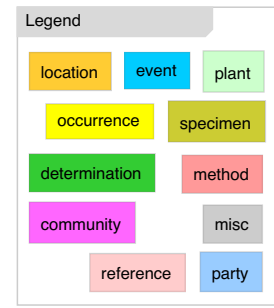 Legend
location event plant
occurrence specimen
determination method
community misc
reference party